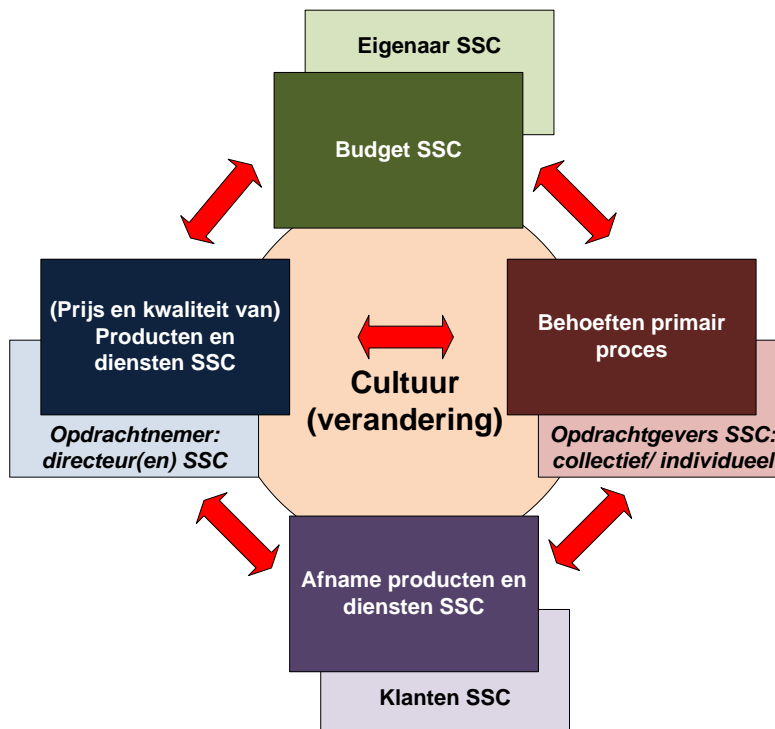 Eigenaar SSC
Budget SSC
(Prijs en kwaliteit van)
Producten en
diensten SSC
Opdrachtnemer:
directeur(en) SSC
Cultuur
(verandering)
Behoeften primair
proces
Opdrachtgevers SSC:
collectief/ individueel
Afname producten en
diensten SSC
Klanten SSC